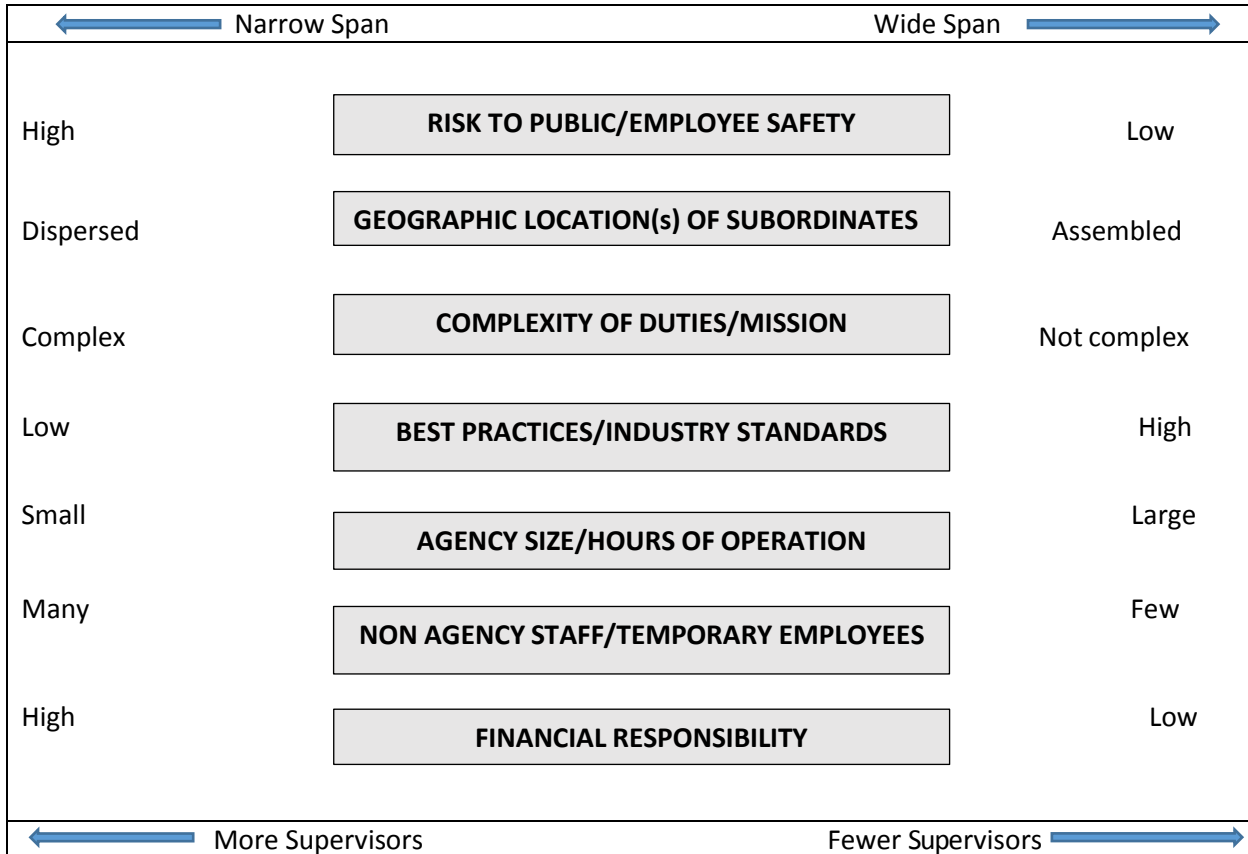 Narrow Span Wide Span
High RISK TO PUBLIC/EMPLOYEE SAFETY Low
Dispersed GEOGRAPHIC LOCATION(s) OF SUBORDINATES Assembled
Complex COMPLEXITY OF DUTIES/MISSION Not complex
Low BEST PRACTICES/INDUSTRY STANDARDS High
Small AGENCY SIZE/HOURS OF OPERATION Large
Many NON AGENCY STAFF/TEMPORARY EMPLOYEES Few
High FINANCIAL RESPONSIBILITY Low
More Supervisors Fewer Supervisors